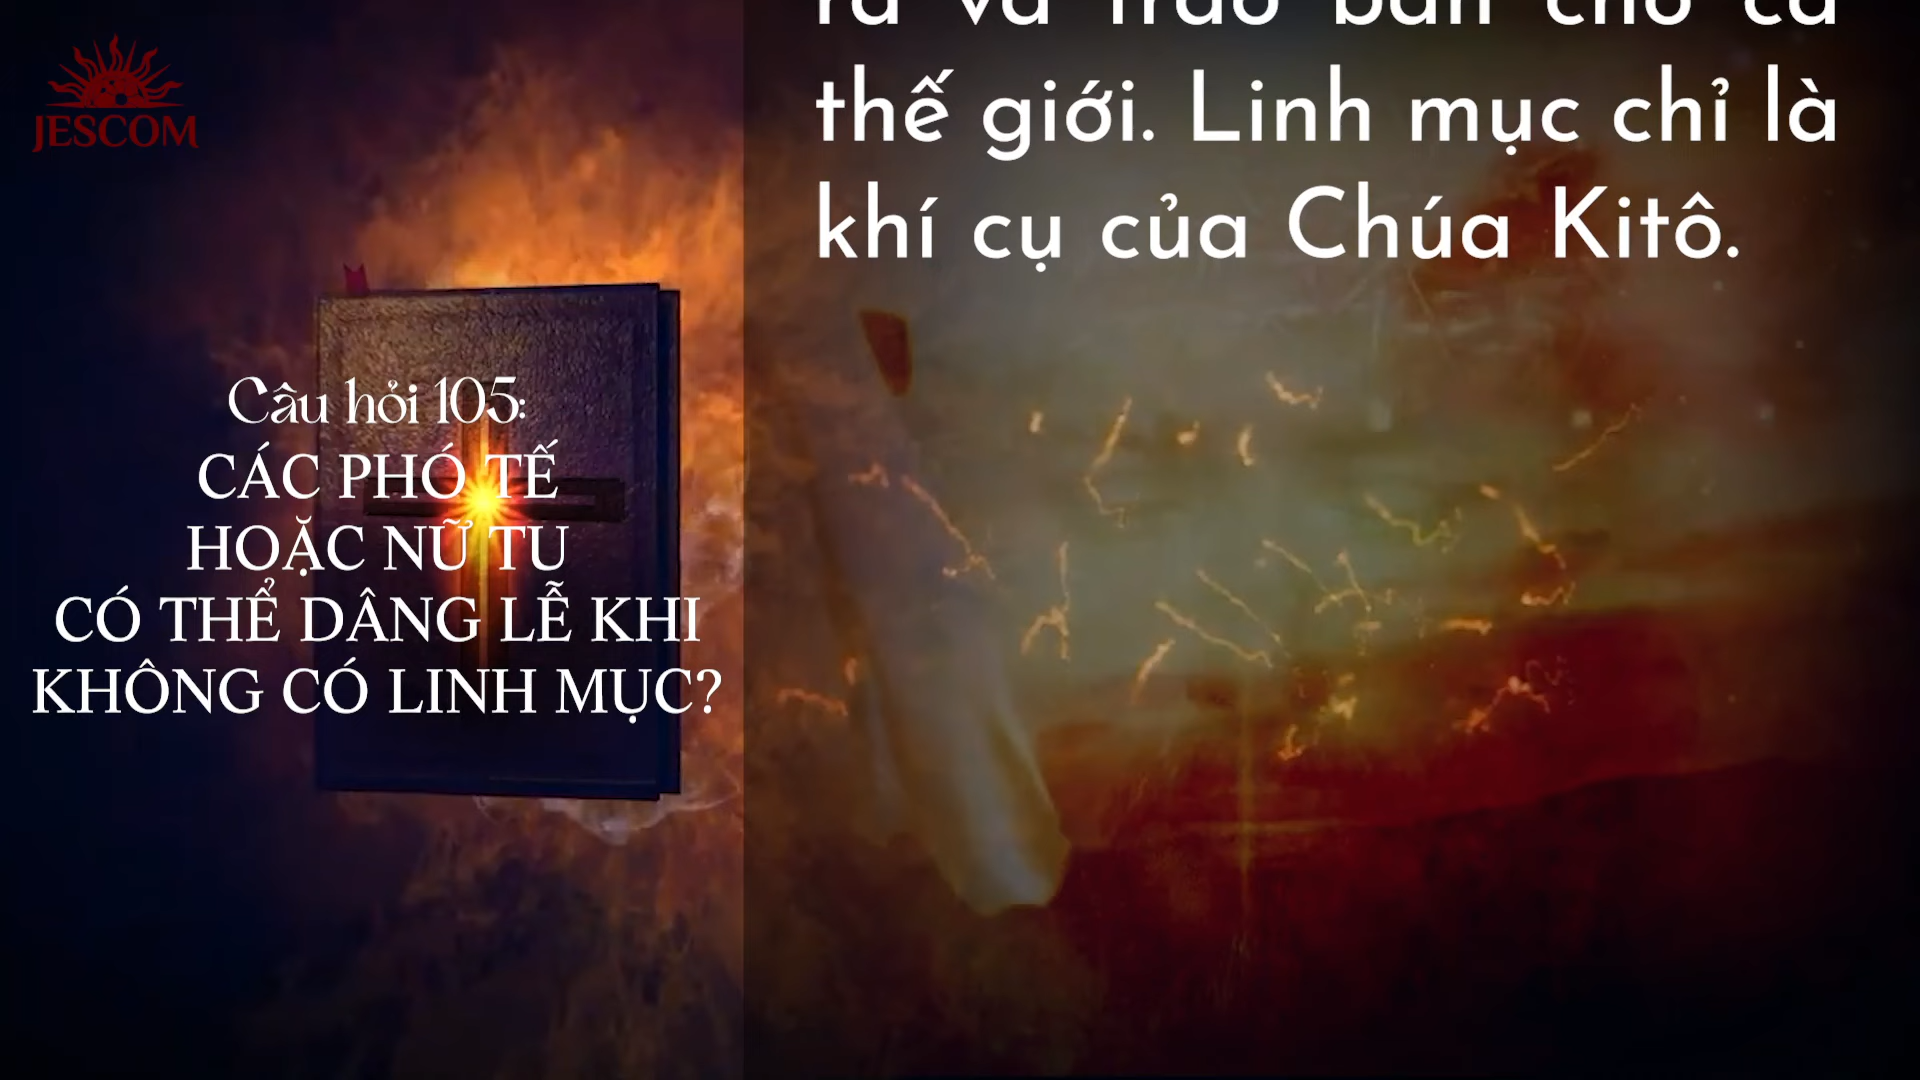 JESCOM
Câu hỏi 105:
CÁC PHÓ TẾ
HOẶC NỮ TU
CÓ THỂ DÂNG LỄ KHI
KHÔNG CÓ LINH MỤC?
thế giới. Linh mục chỉ là
khí cụ của Chúa Kitô.